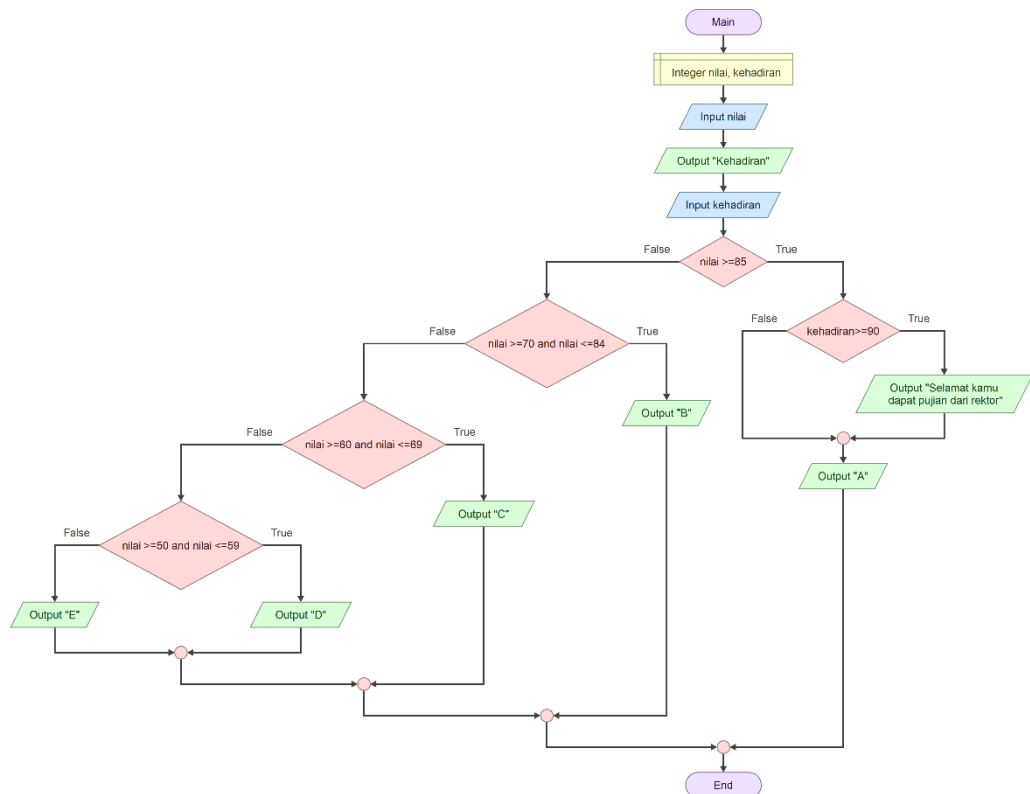 Main
Integer nilai, kehadiran
Input nilai
Output "Kehadiran"
Input kehadiran
False
True
nilai >=85
False
True
nilai >=70 and nilai <=84
False
True
kehadiran>=90
Output "Selamat kamu
dapat pujian dari rektor"
Output "B"
False
True
nilai >=60 and nilai <=69
Output "A"
Output "C"
False
True
nilai >=50 and nilai <=59
Output "E"
Output "D"
End